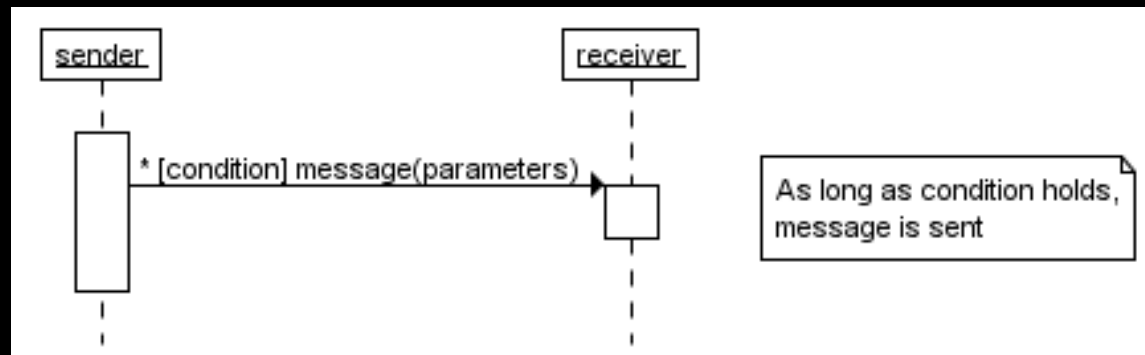 sender
receiver
* [condition] message(parameters)
As long as condition holds,
message is sent